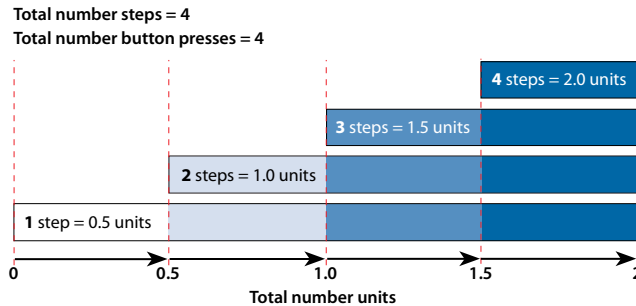 Total number steps = 4
Total number button presses = 4
4 steps = 2.0 units
3 steps = 1.5 units
2 steps = 1.0 units
1 step = 0.5 units
0 0.5 1.0 1.5 2
Total number units